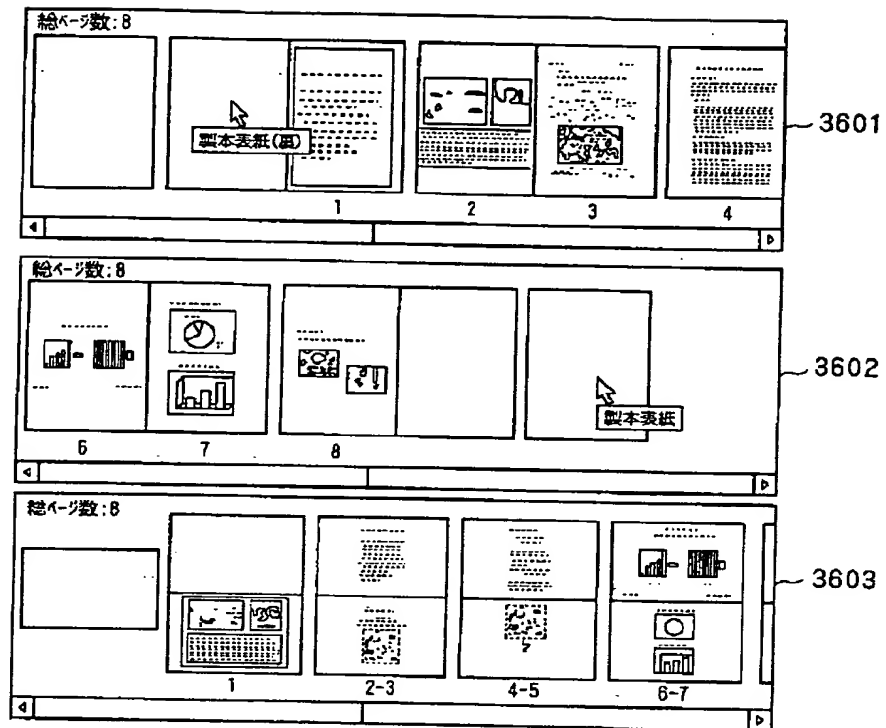 総ページ数:8
製本表紙(裏)
1 2 3 4
3601
総ページ数:8
製本表紙
6 7 8
3602
総ページ数:8
1 2-3 4-5 6-7
3603